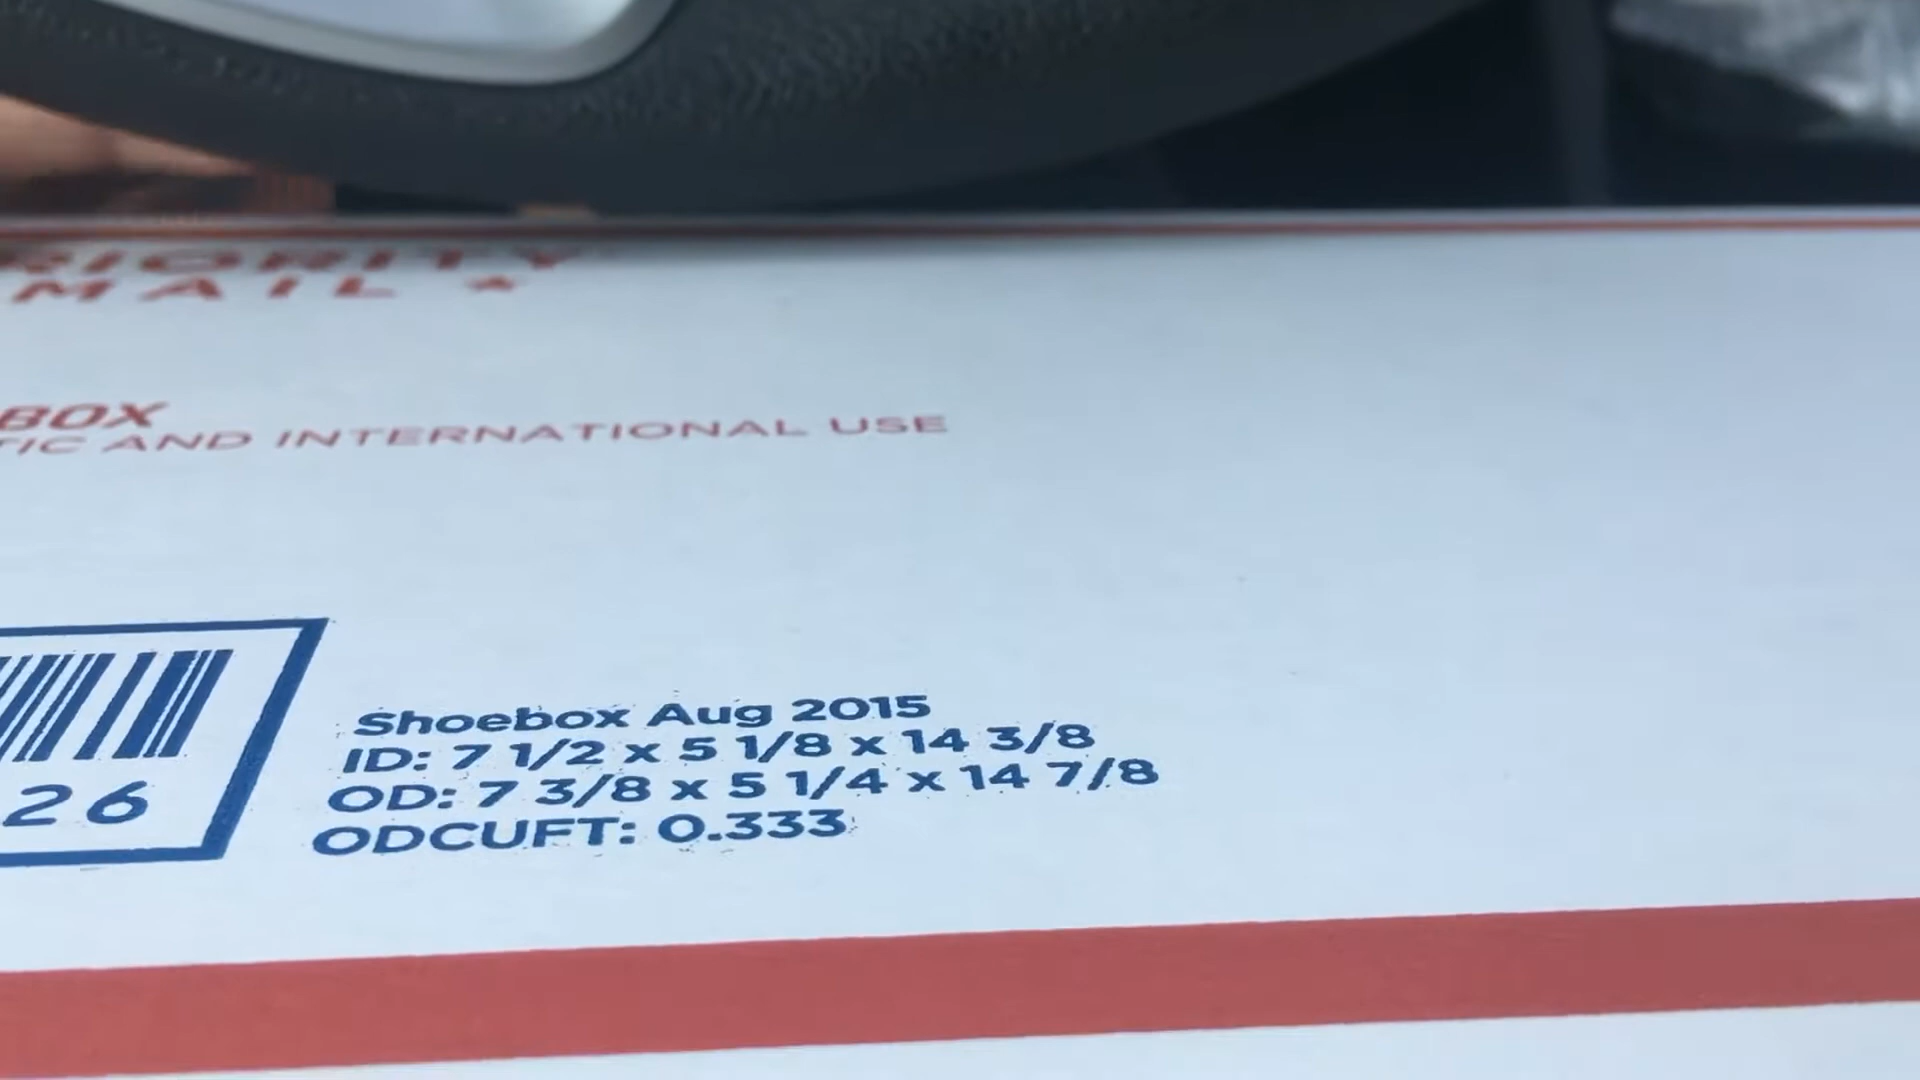 RIORITY
MAIL ★
BOX
TIC AND INTERNATIONAL USE
26
Shoebox Aug 2015
ID: 7 1/2 x 5 1/8 x 14 3/8
OD: 7 3/8 x 5 1/4 x 14 7/8
ODCUFT: 0.333